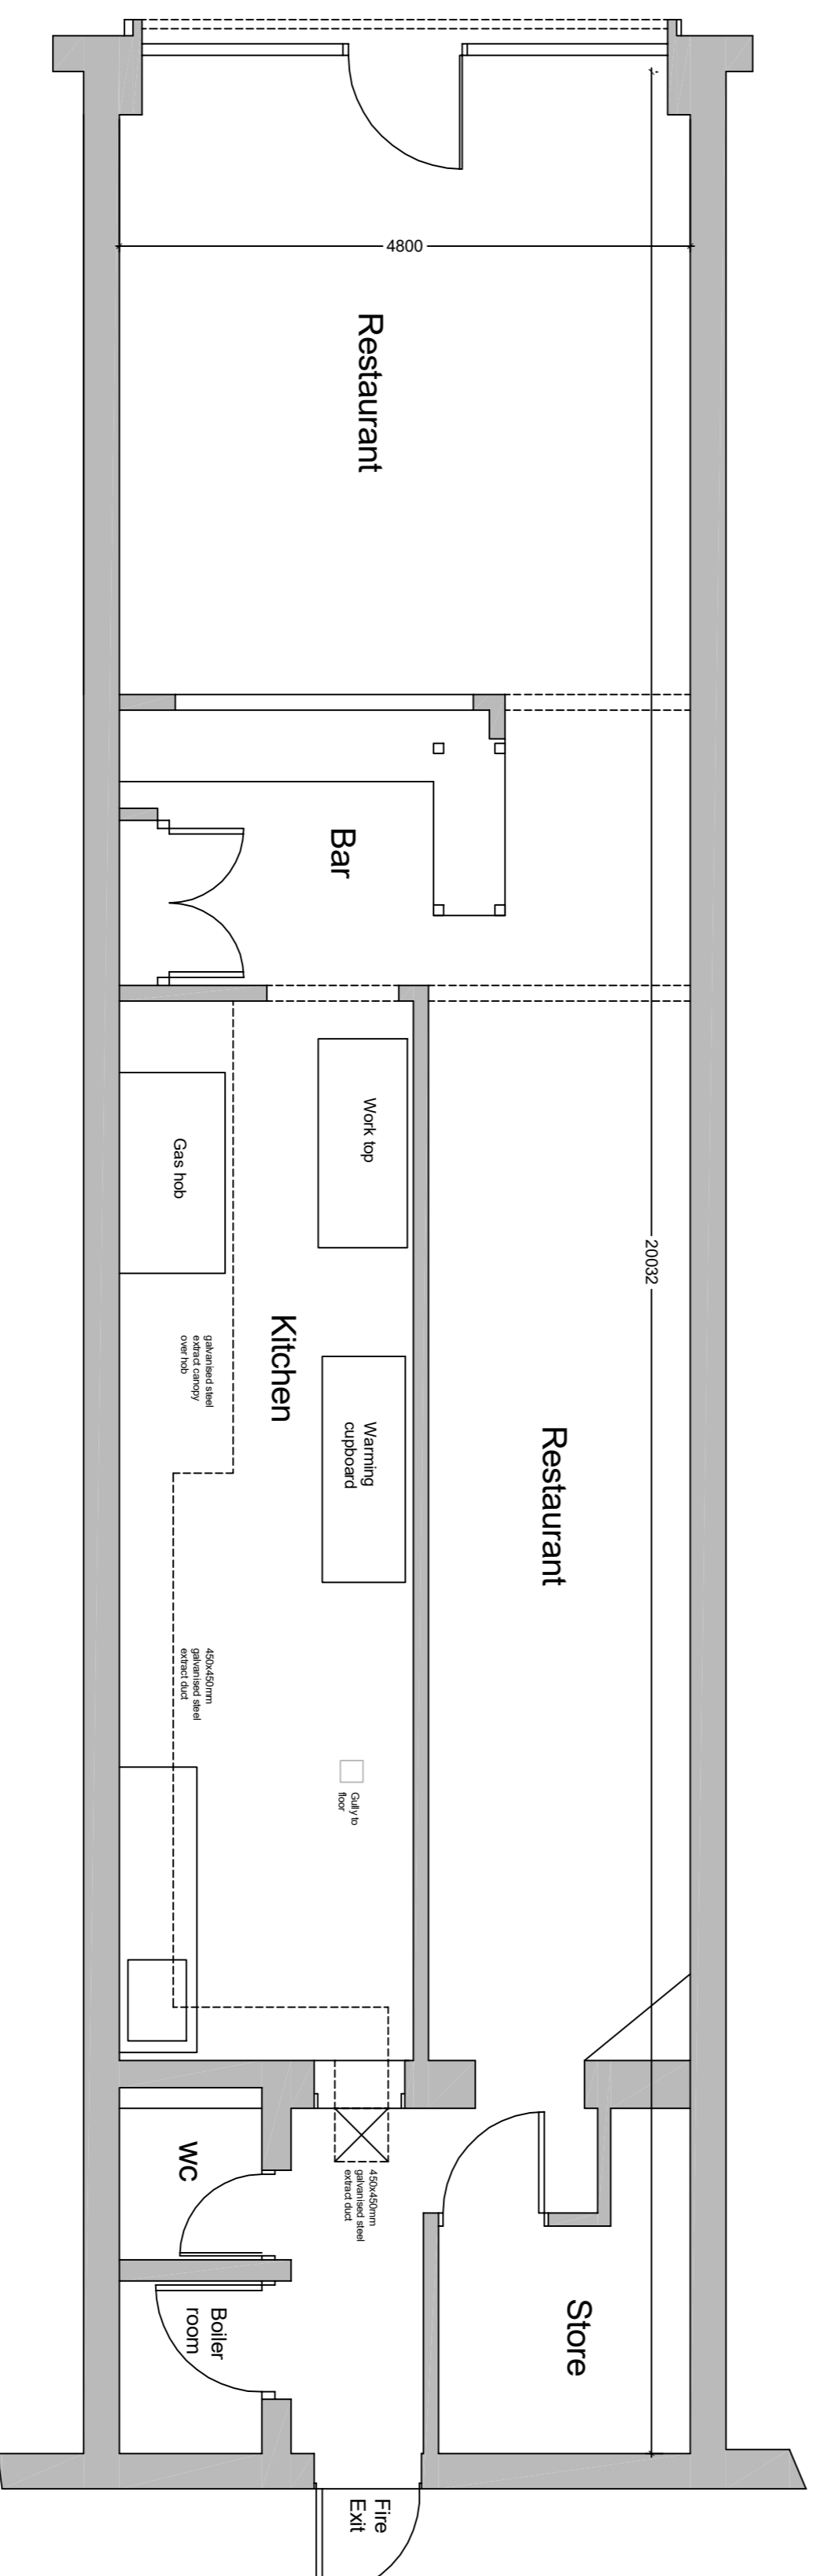 4800
Restaurant
Bar
Work top
Gas hob
20032
Kitchen
galvanised steel
extract canopy
over hob
Warming
cupboard
Restaurant
450x450mm
galvanised steel
extract duct
Gully to
floor
WC
450x450mm
galvanised steel
extract duct
Store
Boiler
room
Fire
Exit